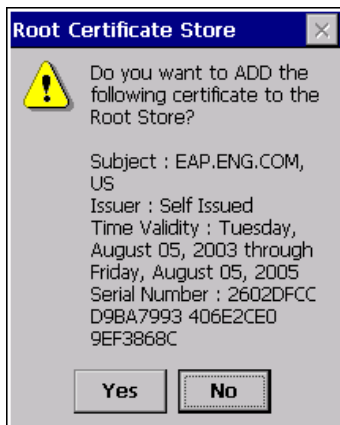 Root Certificate Store
Do you want to ADD the
following certificate to the
Root Store?
Subject : EAP.ENG.COM,
US
Issuer : Self Issued
Time Validity : Tuesday,
August 05, 2003 through
Friday, August 05, 2005
Serial Number : 2602DFCC
D9BA7993 406E2CE0
9EF3868C
Yes No